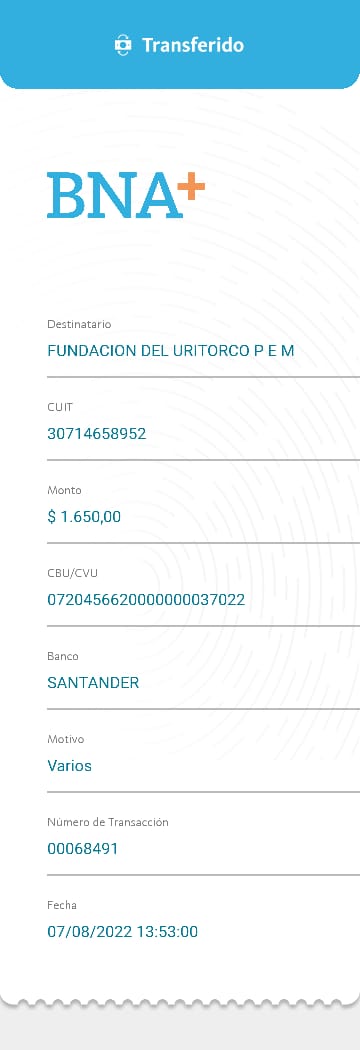 Transferido
BNA+
Destinatario
FUNDACION DEL URITORCO P E M
CUIT
30714658952
Monto
$ 1.650,00
CBU/CVU
0720456620000000037022
Banco
SANTANDER
Motivo
Varios
Número de Transacción
00068491
Fecha
07/08/2022 13:53:00